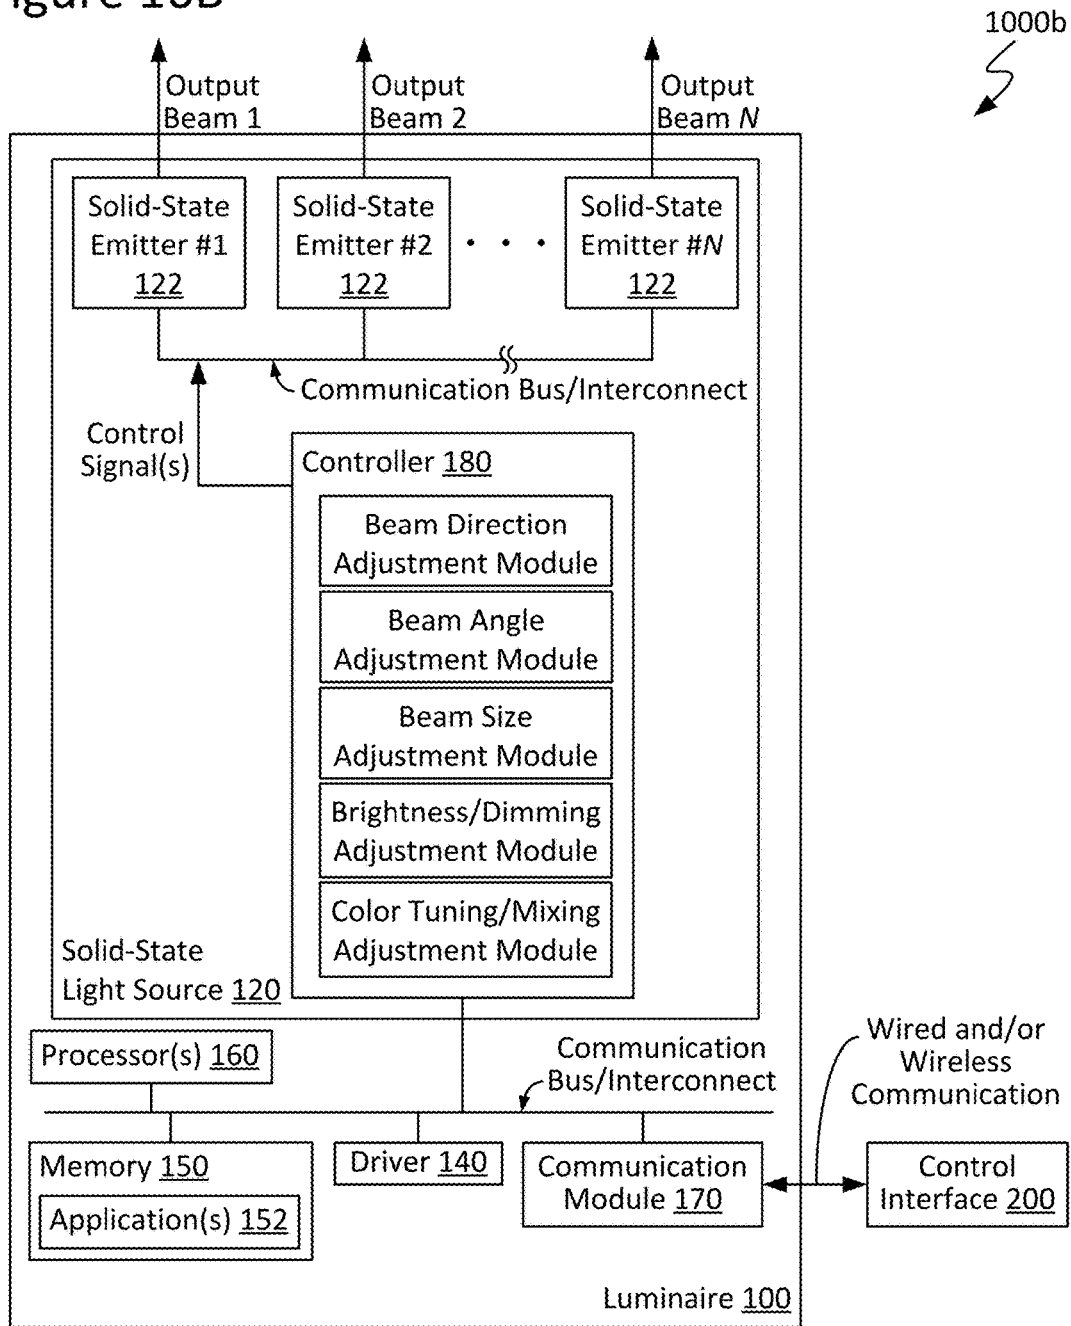 Figure 10B
1000b
Output
Beam 1
Output
Beam 2
Output
Beam N
Solid-State
Emitter #1
122
Solid-State
Emitter #2
122
. . .
Solid-State
Emitter #N
122
Communication Bus/Interconnect
Control
Signal(s)
Controller 180
Beam Direction
Adjustment Module
Beam Angle
Adjustment Module
Beam Size
Adjustment Module
Brightness/Dimming
Adjustment Module
Color Tuning/Mixing
Adjustment Module
Solid-State
Light Source 120
Processor(s) 160
Communication
Bus/Interconnect
Wired and/or
Wireless
Communication
Memory 150
Application(s) 152
Driver 140
Communication
Module 170
Control
Interface 200
Luminaire 100